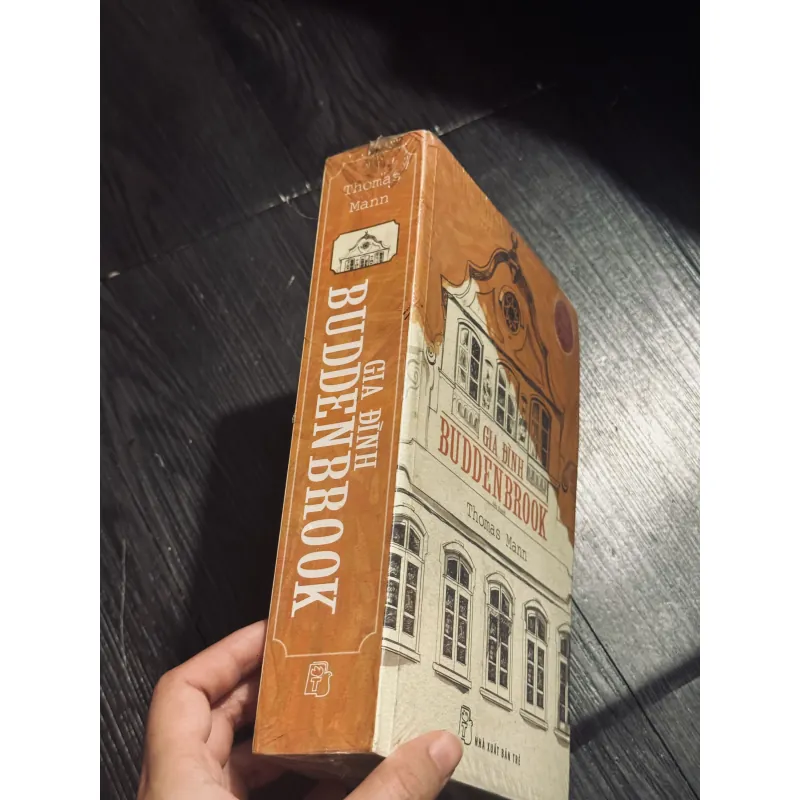 Thomas
Mann
GIA ĐÌNH
BUDDENBROOK
GIA ĐÌNH
BUDDENBROOK
Thomas Mann
NHÀ XUẤT BẢN TRẺ